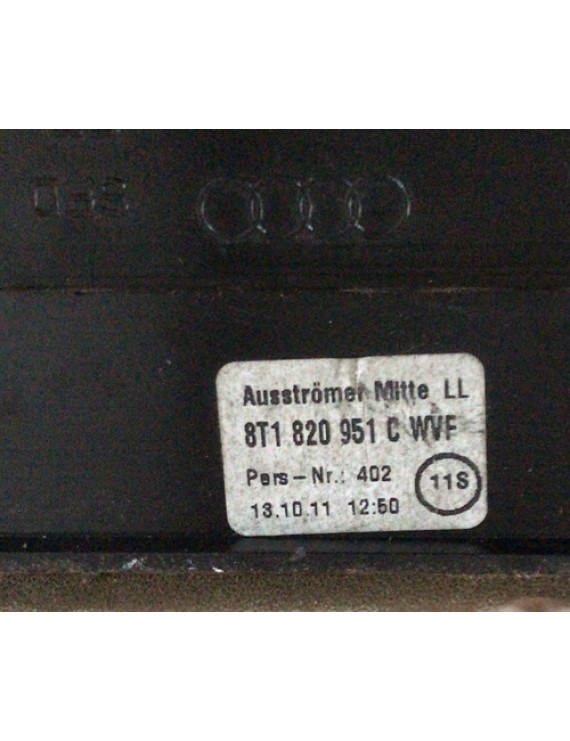 Ausströmer Mitte LL
8T1 820 951 C WVF
Pers-Nr.: 402
11S
13.10.11 12:50